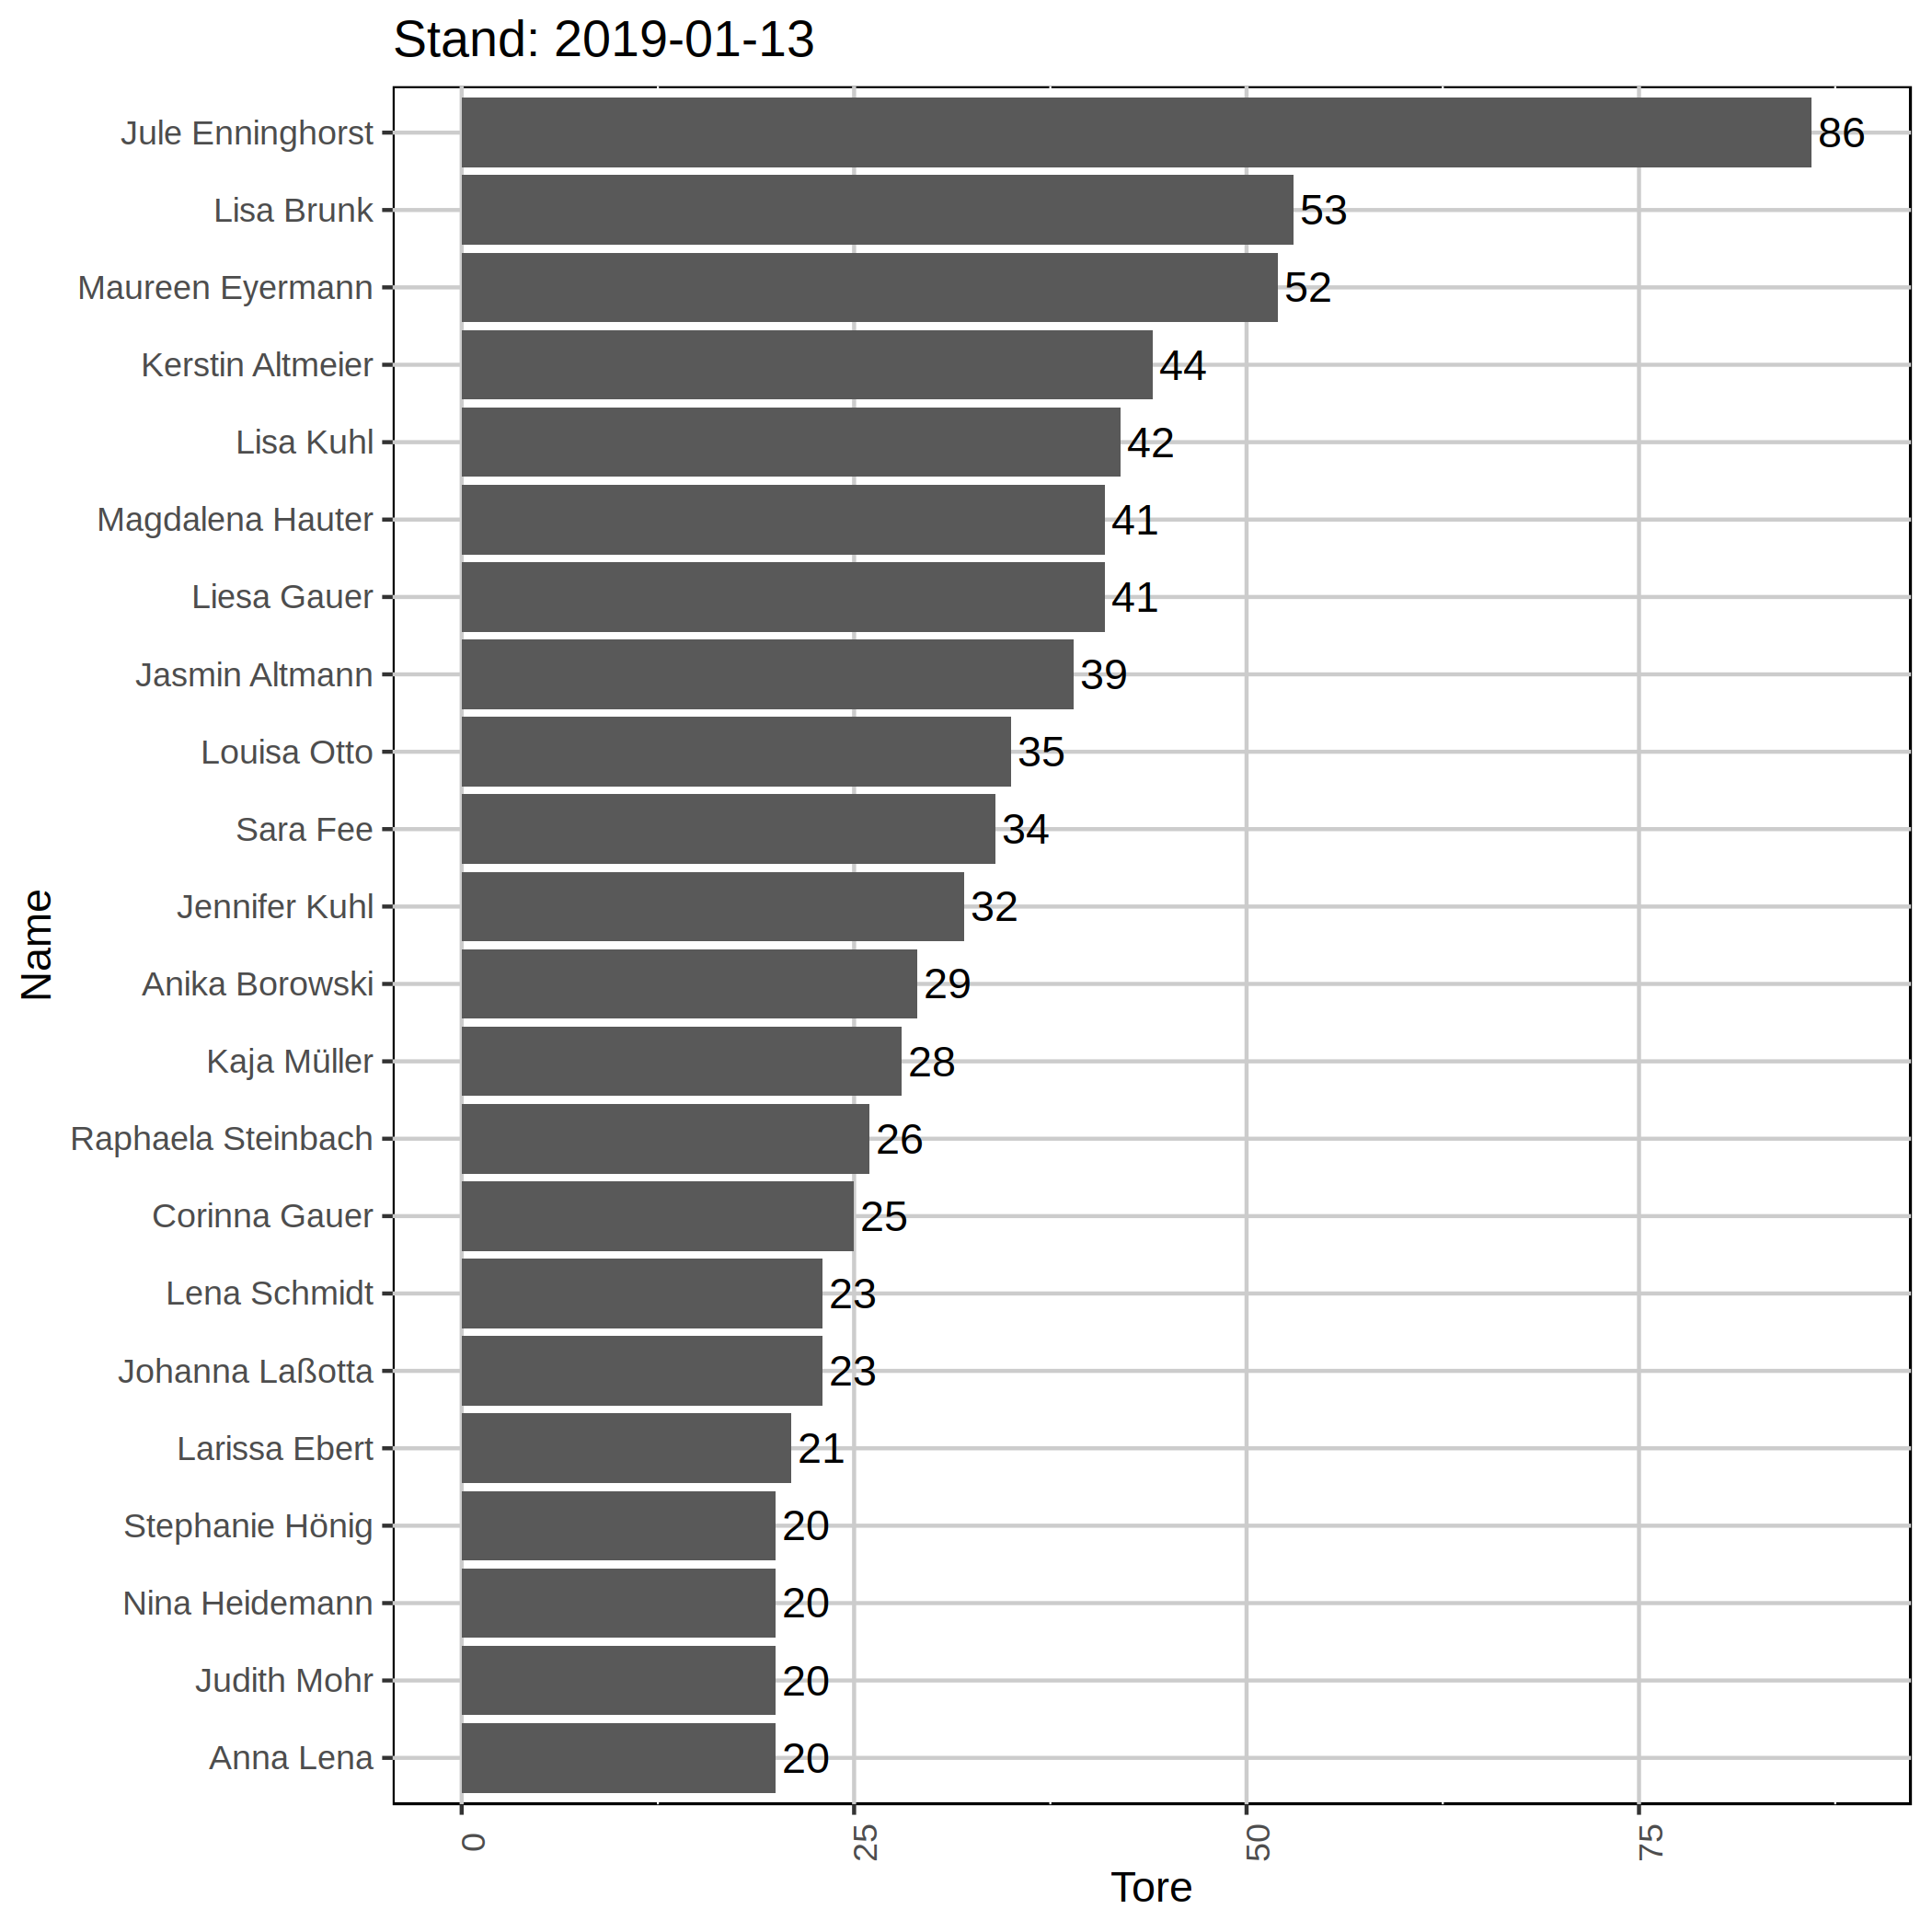 Stand: 2019-01-13
Name
Jule Enninghorst 86
Lisa Brunk 53
Maureen Eyermann 52
Kerstin Altmeier 44
Lisa Kuhl 42
Magdalena Hauter 41
Liesa Gauer 41
Jasmin Altmann 39
Louisa Otto 35
Sara Fee 34
Jennifer Kuhl 32
Anika Borowski 29
Kaja Müller 28
Raphaela Steinbach 26
Corinna Gauer 25
Lena Schmidt 23
Johanna Laßotta 23
Larissa Ebert 21
Stephanie Hönig 20
Nina Heidemann 20
Judith Mohr 20
Anna Lena 20
0 25 50 75
Tore